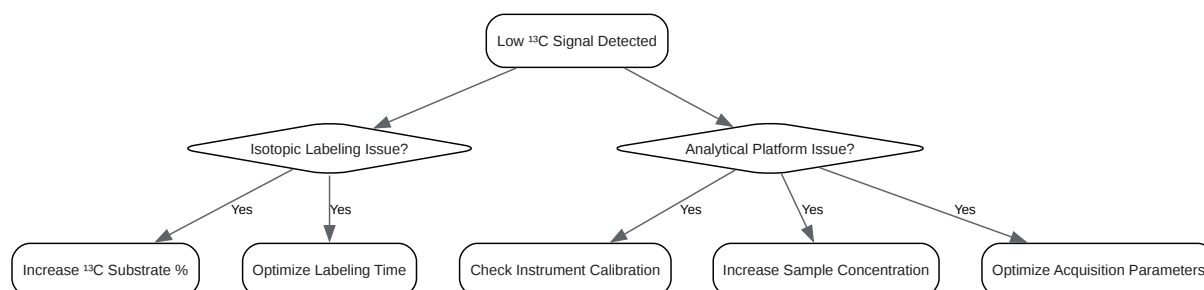 Low ¹³C Signal Detected
Isotopic Labeling Issue?
Analytical Platform Issue?
Yes
Yes
Yes
Yes
Yes
Increase ¹³C Substrate %
Optimize Labeling Time
Check Instrument Calibration
Increase Sample Concentration
Optimize Acquisition Parameters